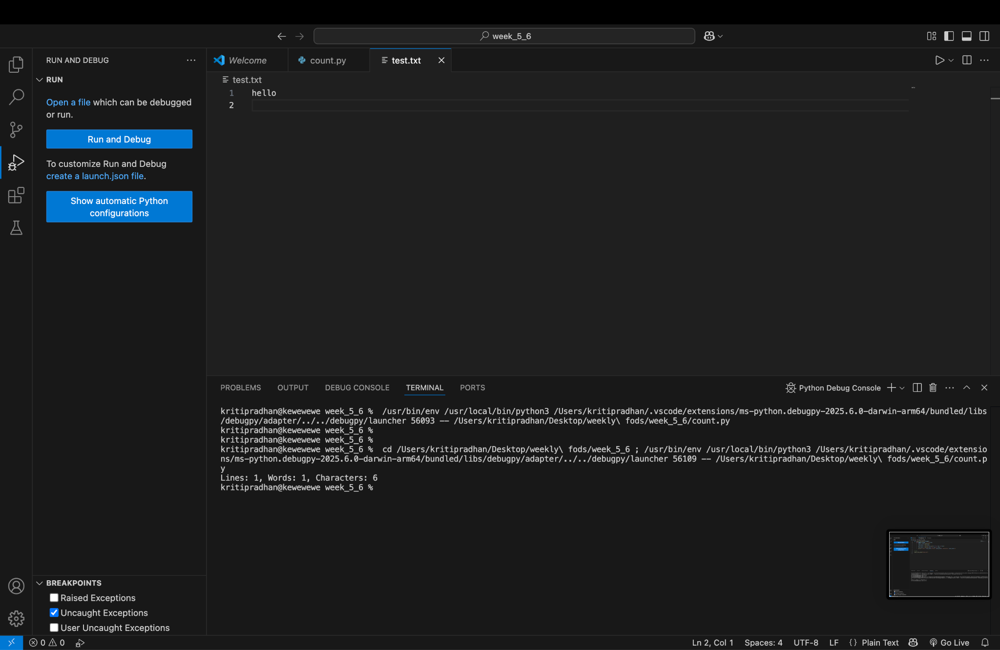 week_5_6
RUN AND DEBUG
RUN
Open a file which can be debugged
or run.
Run and Debug
To customize Run and Debug
create a launch.json file.
Show automatic Python
configurations
BREAKPOINTS
Raised Exceptions
Uncaught Exceptions
User Uncaught Exceptions
Welcome
count.py
test.txt
test.txt
1 hello
2
PROBLEMS OUTPUT DEBUG CONSOLE TERMINAL PORTS
Python Debug Console
kritipradhan@kewewewe week_5_6 %  /usr/bin/env /usr/local/bin/python3 /Users/kritipradhan/.vscode/extensions/ms-python.debugpy-2025.6.0-darwin-arm64/bundled/libs
/debugpy/adapter/../../debugpy/launcher 56093 -- /Users/kritipradhan/Desktop/weekly\ fods/week_5_6/count.py
kritipradhan@kewewewe week_5_6 %
kritipradhan@kewewewe week_5_6 %
kritipradhan@kewewewe week_5_6 %  cd /Users/kritipradhan/Desktop/weekly\ fods/week_5_6 ; /usr/bin/env /usr/local/bin/python3 /Users/kritipradhan/.vscode/extensio
ns/ms-python.debugpy-2025.6.0-darwin-arm64/bundled/libs/debugpy/adapter/../../debugpy/launcher 56109 -- /Users/kritipradhan/Desktop/weekly\ fods/week_5_6/count.p
y
Lines: 1, Words: 1, Characters: 6
kritipradhan@kewewewe week_5_6 %
0 0
Ln 2, Col 1 Spaces: 4 UTF-8 LF {} Plain Text Go Live